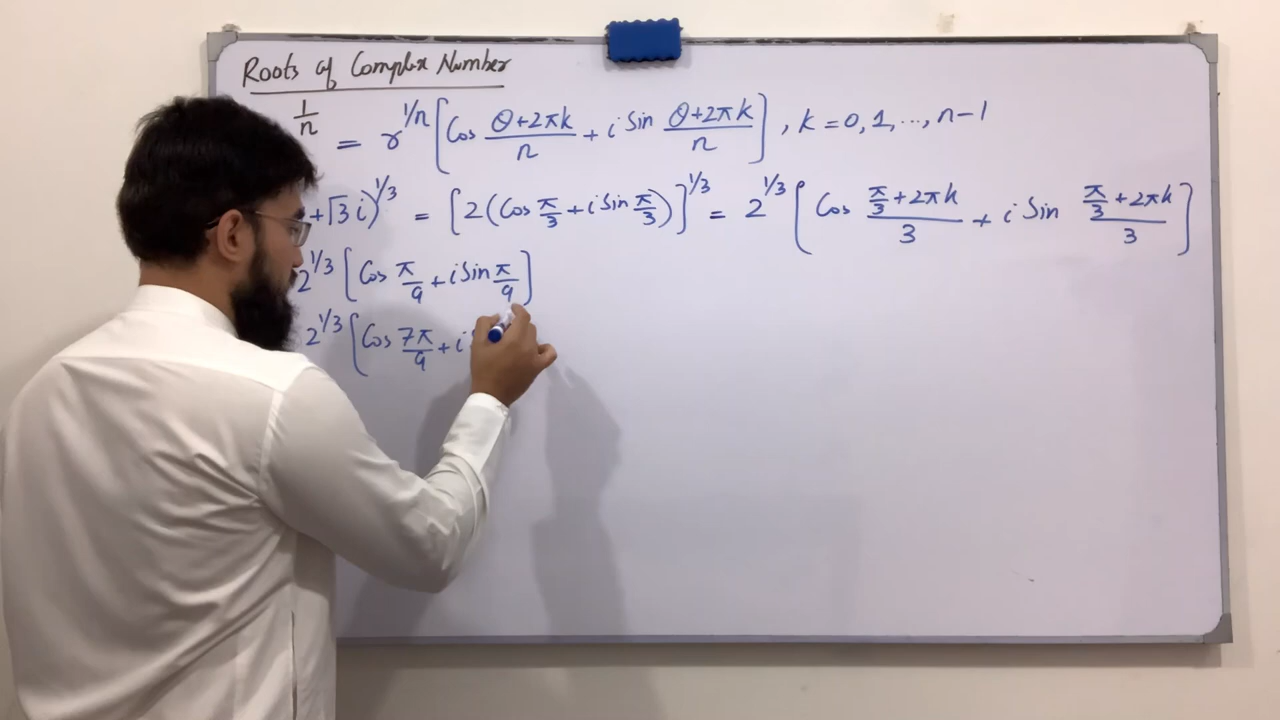 Roots of Complex Number
1/n = r^1/n [Cos θ+2πk/n + i Sin θ+2πk/n], k = 0, 1, ..., n-1
+√3 i)^1/3 = [2(Cos π/3 + i Sin π/3)]^1/3 = 2^1/3 [Cos (π/3 + 2πk)/3 + i Sin (π/3 + 2πk)/3]
2^1/3 [Cos π/9 + i Sin π/9]
2^1/3 [Cos 7π/9 + i